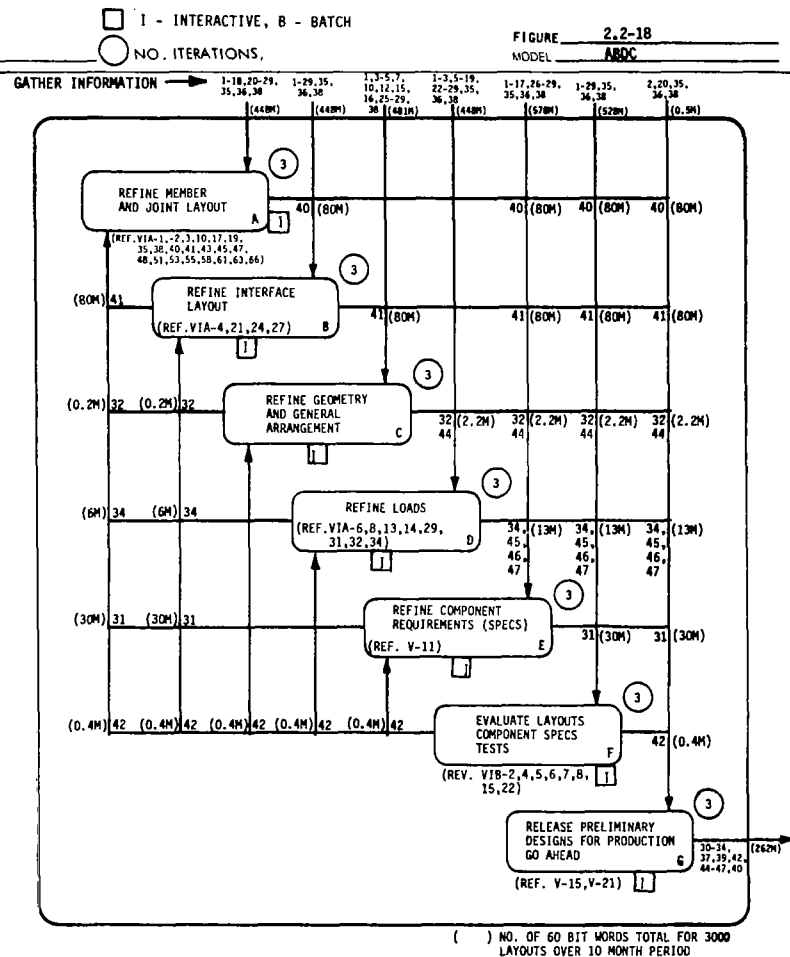 I - INTERACTIVE, B - BATCH
NO. ITERATIONS,
FIGURE 2.2-18
MODEL ABDC
GATHER INFORMATION
1-18,20-29, 35,36,38 (448M)
1-29,35, 36,38 (448M)
1,3-5,7, 10,12,15, 16,25-29, 38 (481M)
1-3,5-19, 22-29,35, 36,38 (448M)
1-17,26-29, 35,36,38 (578M)
1-29,35, 36,38 (528M)
2,20,35, 36,38 (0.5M)
3
REFINE MEMBER
AND JOINT LAYOUT
A
I
(REF.VIA-1,-2,3,10,17,19,
35,38,40,41,43,45,47,
48,51,53,55,58,61,63,66)
40 (80M) 40 (80M) 40 (80M) 40 (80M)
3
REFINE INTERFACE
LAYOUT
(REF.VIA-4,21,24,27) B
I
(80M) 41 41 (80M) 41 (80M) 41 (80M) 41 (80M)
3
REFINE GEOMETRY
AND GENERAL
ARRANGEMENT C
I
(0.2M) 32 (0.2M) 32 32 (2.2M) 32 (2.2M) 32 (2.2M) 32 (2.2M)
44 44 44 44
3
REFINE LOADS
(REF.VIA-6,8,13,14,29,
31,32,34) D
I
(6M) 34 (6M) 34 34, (13M) 34, (13M) 34, (13M)
45, 45, 45,
46, 46, 46,
47 47 47
3
REFINE COMPONENT
REQUIREMENTS (SPECS)
(REF. V-11) E
I
(30M) 31 (30M) 31 31 (30M) 31 (30M)
3
EVALUATE LAYOUTS
COMPONENT SPECS
TESTS F
I
(REV. VIB-2,4,5,6,7,8,
15,22)
(0.4M) 42 (0.4M) 42 (0.4M) 42 (0.4M) 42 (0.4M) 42 42 (0.4M)
3
RELEASE PRELIMINARY
DESIGNS FOR PRODUCTION
GO AHEAD G
(REF. V-15,V-21) I
30-34, (262M)
37,39,42,
44-47,40
( ) NO. OF 60 BIT WORDS TOTAL FOR 3000
LAYOUTS OVER 10 MONTH PERIOD